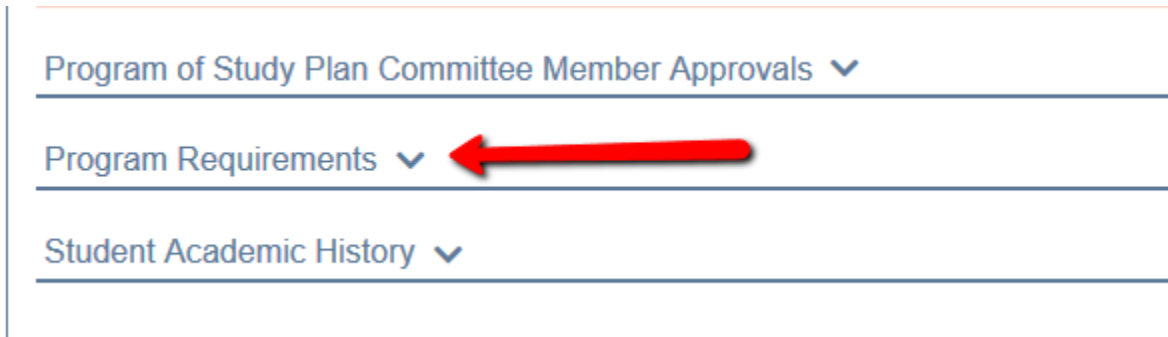 Program of Study Plan Committee Member Approvals
Program Requirements
Student Academic History